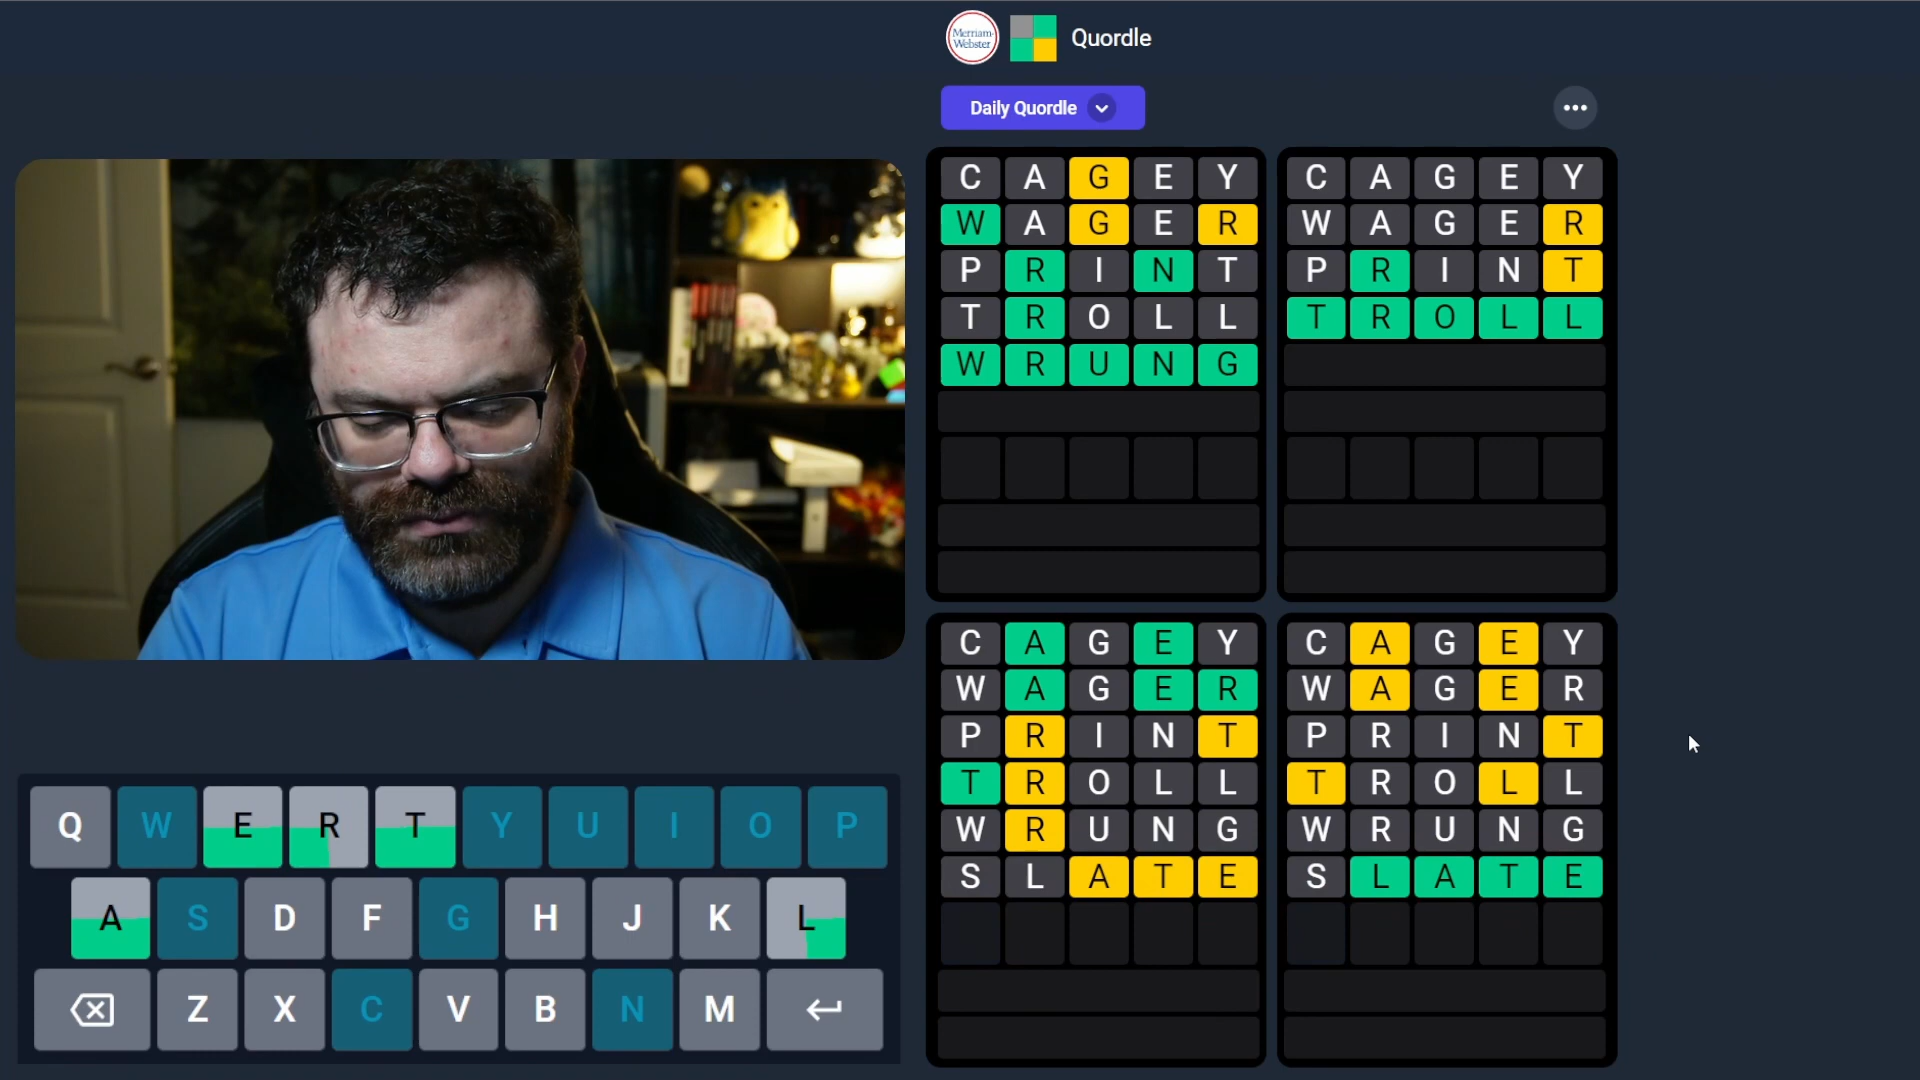 Merriam-
Webster
Quordle
Daily Quordle
CAGEY
WAGER
PRINT
TROLL
WRUNG
CAGEY
WAGER
PRINT
TROLL
CAGEY
WAGER
PRINT
TROLL
WRUNG
SLATE
CAGEY
WAGER
PRINT
TROLL
WRUNG
SLATE
Q W E R T Y U I O P
A S D F G H J K L
Z X C V B N M